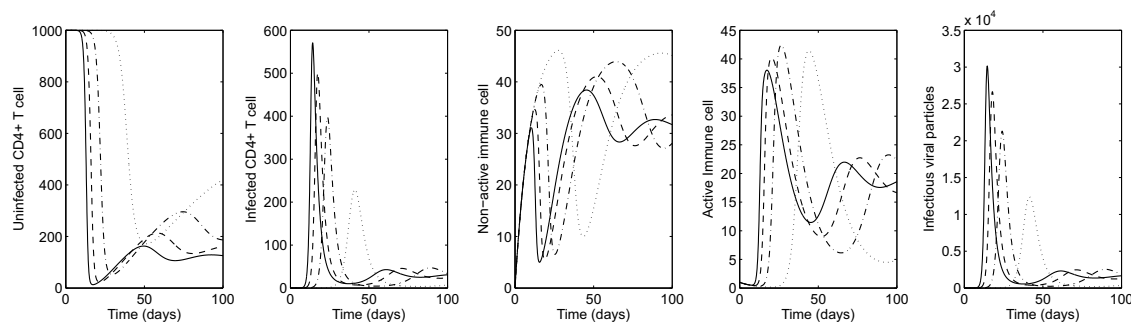 Uninfected CD4+ T cell
1000
800
600
400
200
0
0 50 100
Time (days)
Infected CD4+ T cell
600
500
400
300
200
100
0
0 50 100
Time (days)
Non−active immune cell
50
40
30
20
10
0
0 50 100
Time (days)
Active Immune cell
45
40
35
30
25
20
15
10
5
0
0 50 100
Time (days)
Infectious viral particles
x 10^4
3.5
3
2.5
2
1.5
1
0.5
0
0 50 100
Time (days)